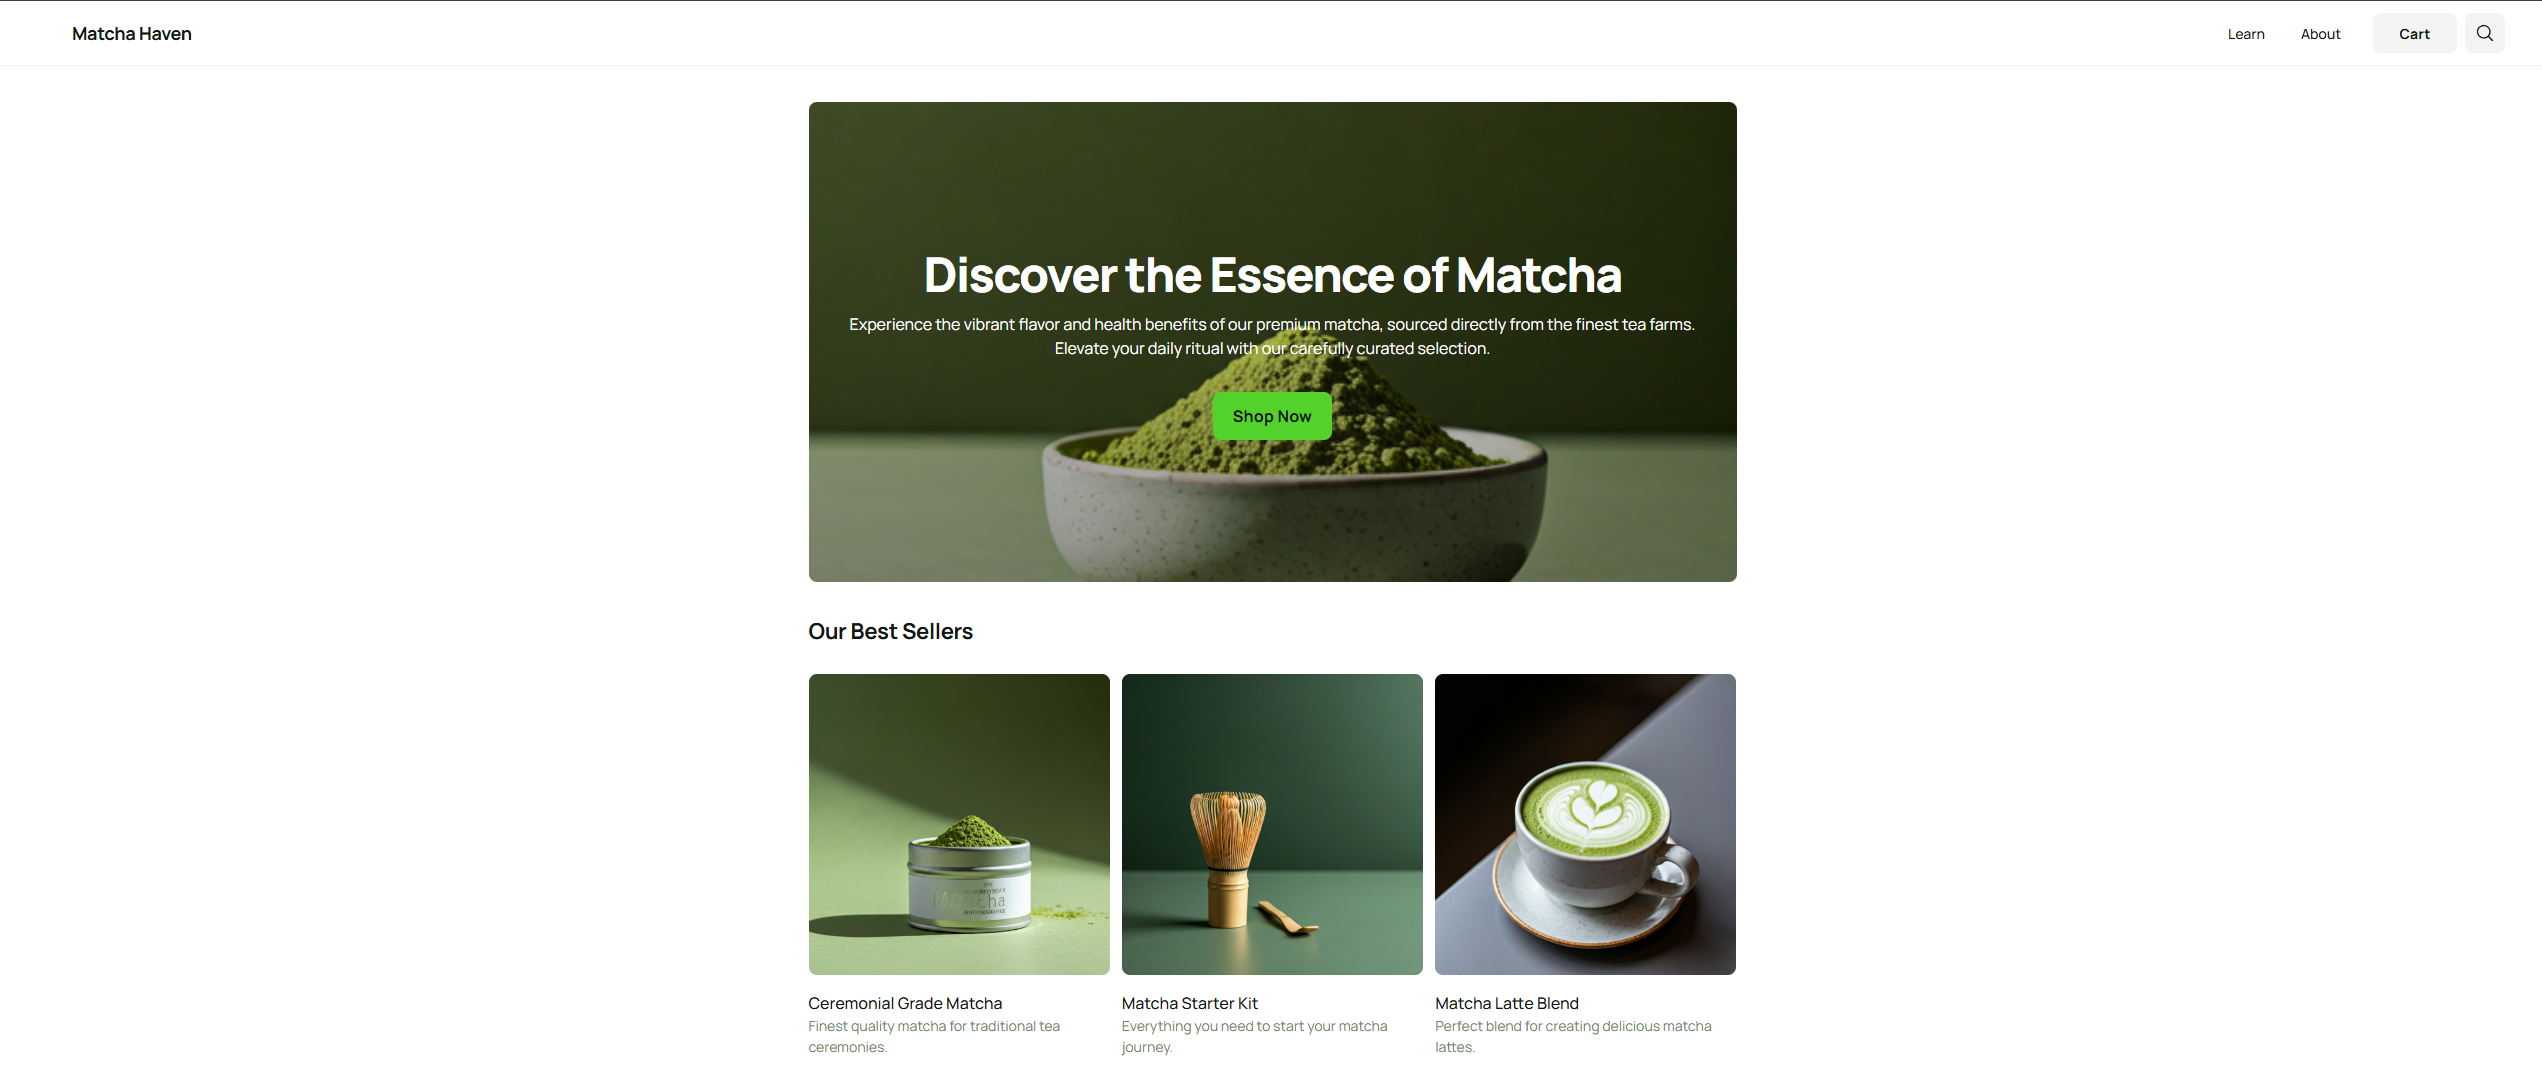 Matcha Haven
Learn
About
Cart
Discover the Essence of Matcha
Experience the vibrant flavor and health benefits of our premium matcha, sourced directly from the finest tea farms.
Elevate your daily ritual with our carefully curated selection.
Shop Now
Our Best Sellers
Matcha
Ceremonial Grade Matcha
Finest quality matcha for traditional tea
ceremonies.
Matcha Starter Kit
Everything you need to start your matcha
journey.
Matcha Latte Blend
Perfect blend for creating delicious matcha
lattes.